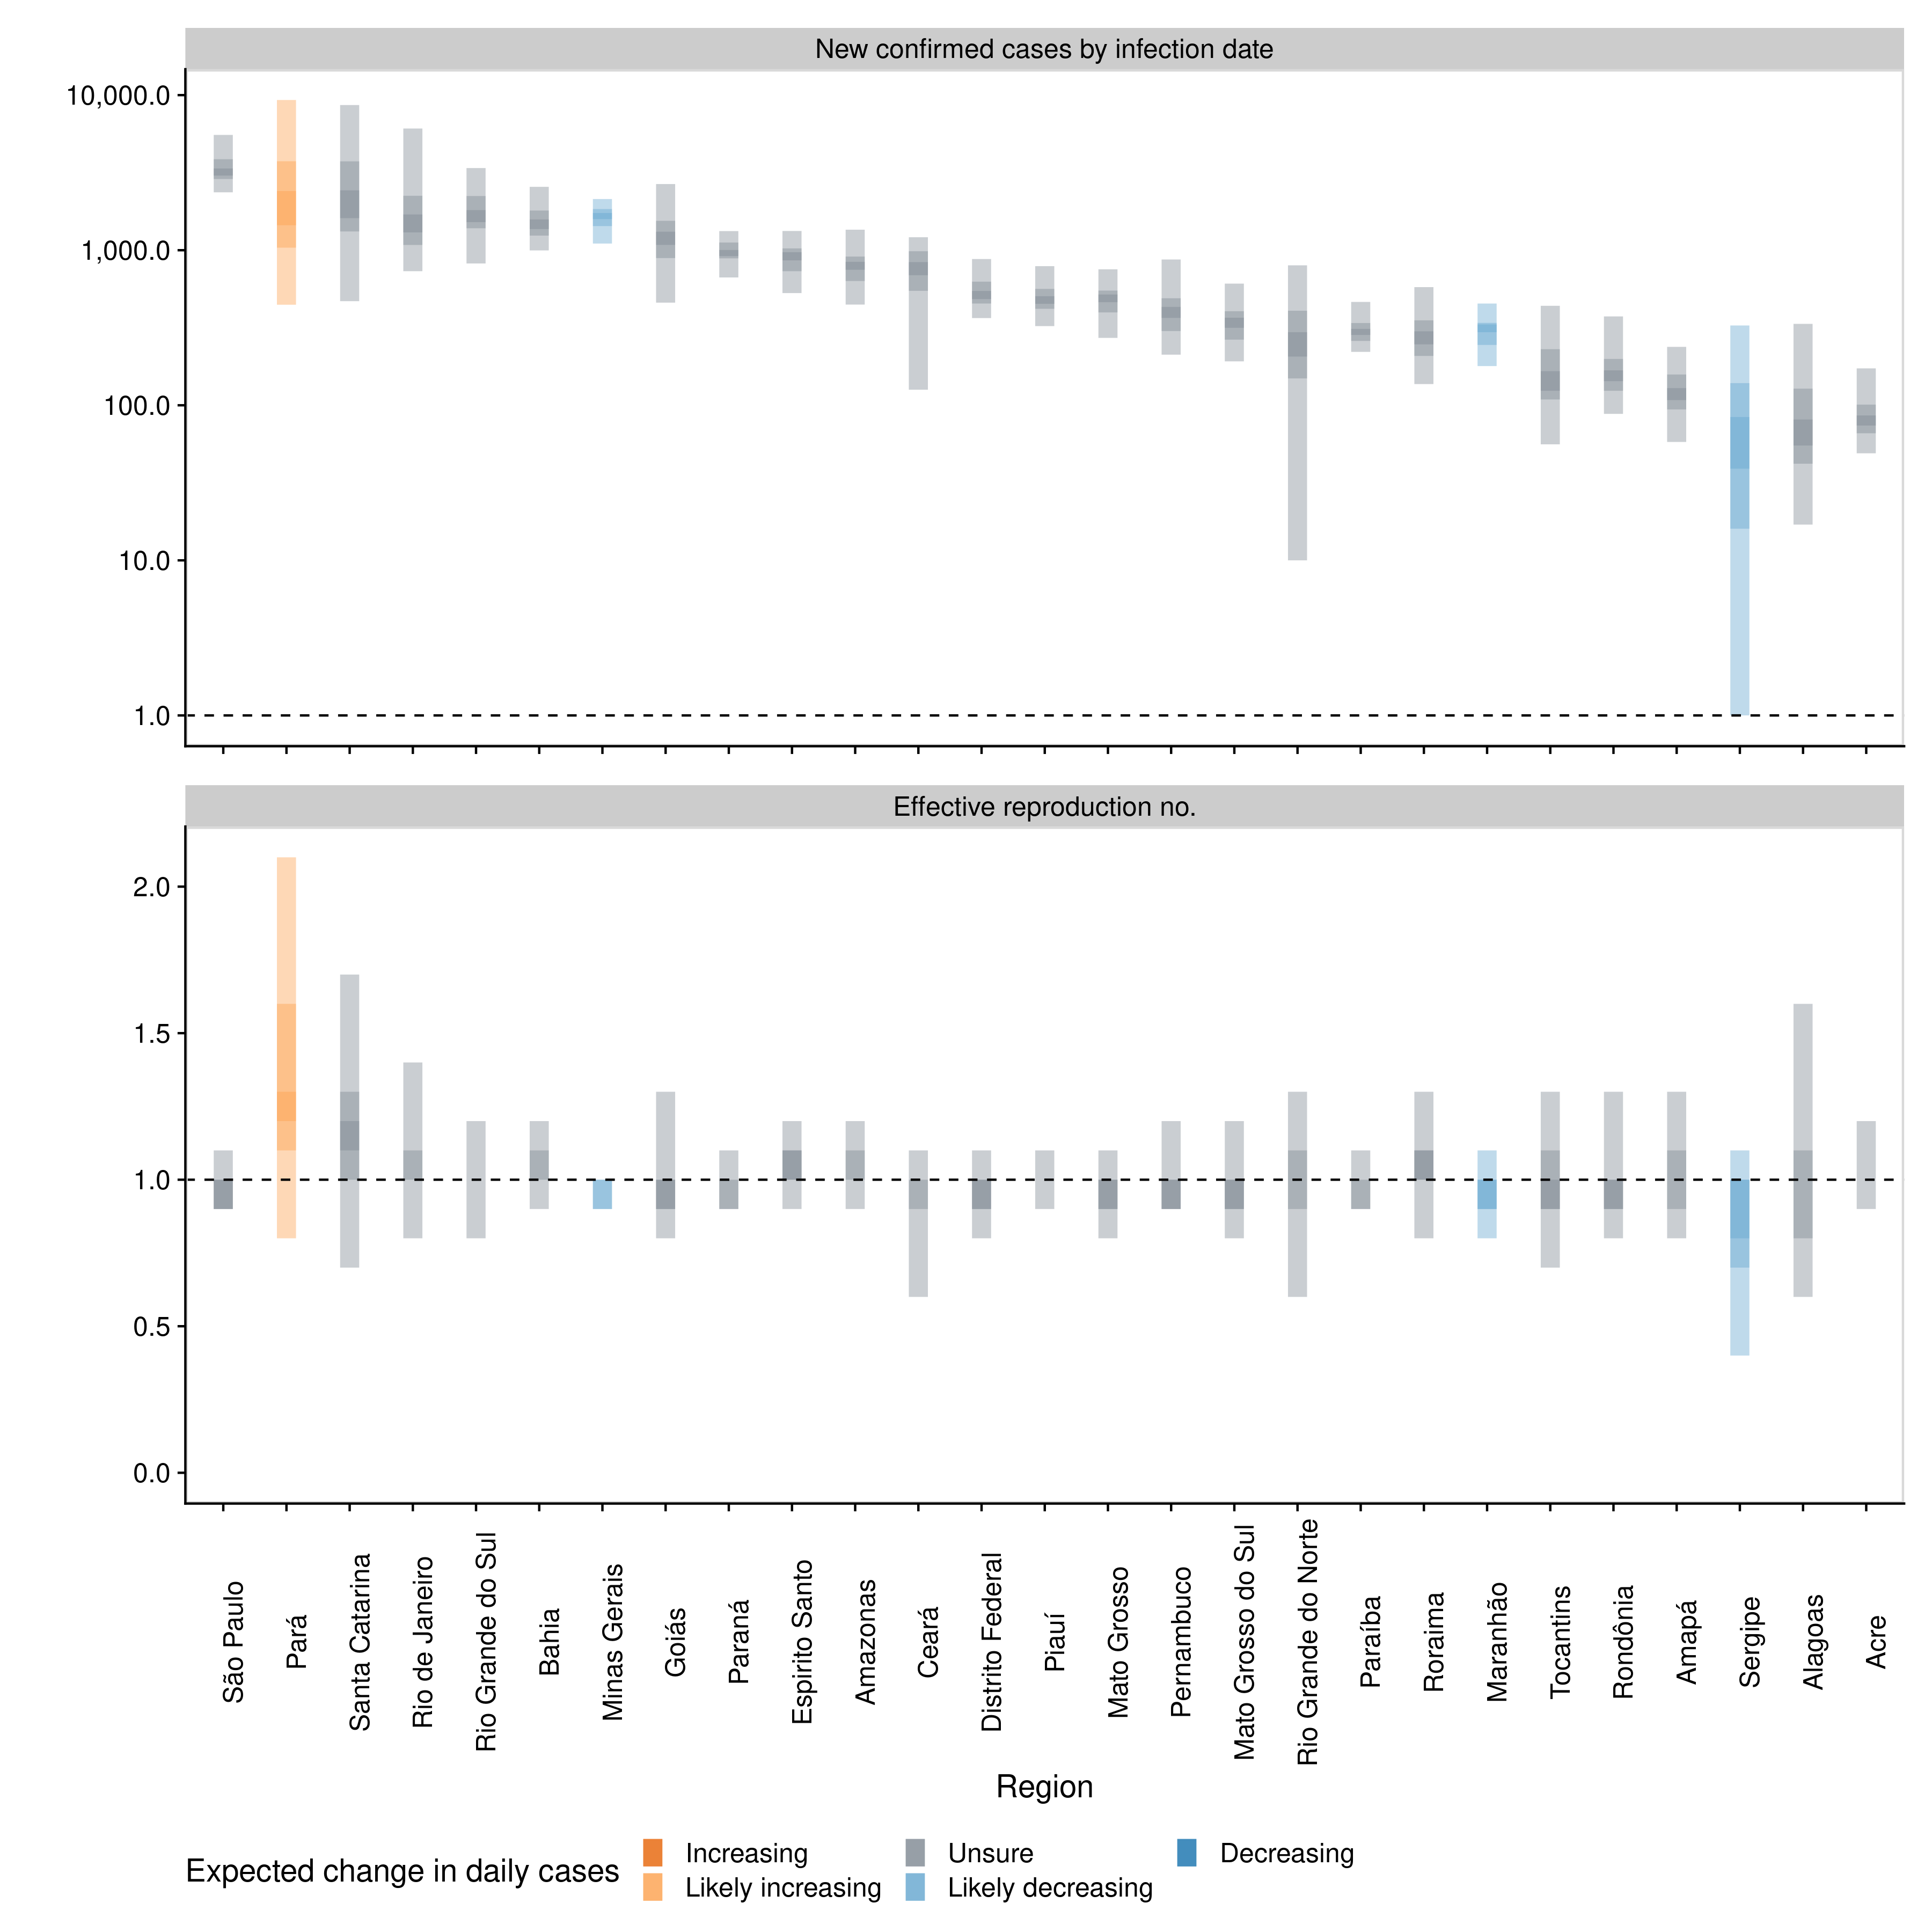 New confirmed cases by infection date
10,000.0
1,000.0
100.0
10.0
1.0
Effective reproduction no.
2.0
1.5
1.0
0.5
0.0
São Paulo
Pará
Santa Catarina
Rio de Janeiro
Rio Grande do Sul
Bahia
Minas Gerais
Goiás
Paraná
Espirito Santo
Amazonas
Ceará
Distrito Federal
Piauí
Mato Grosso
Pernambuco
Mato Grosso do Sul
Rio Grande do Norte
Paraíba
Roraima
Maranhão
Tocantins
Rondônia
Amapá
Sergipe
Alagoas
Acre
Region
Expected change in daily cases
Increasing
Likely increasing
Unsure
Likely decreasing
Decreasing